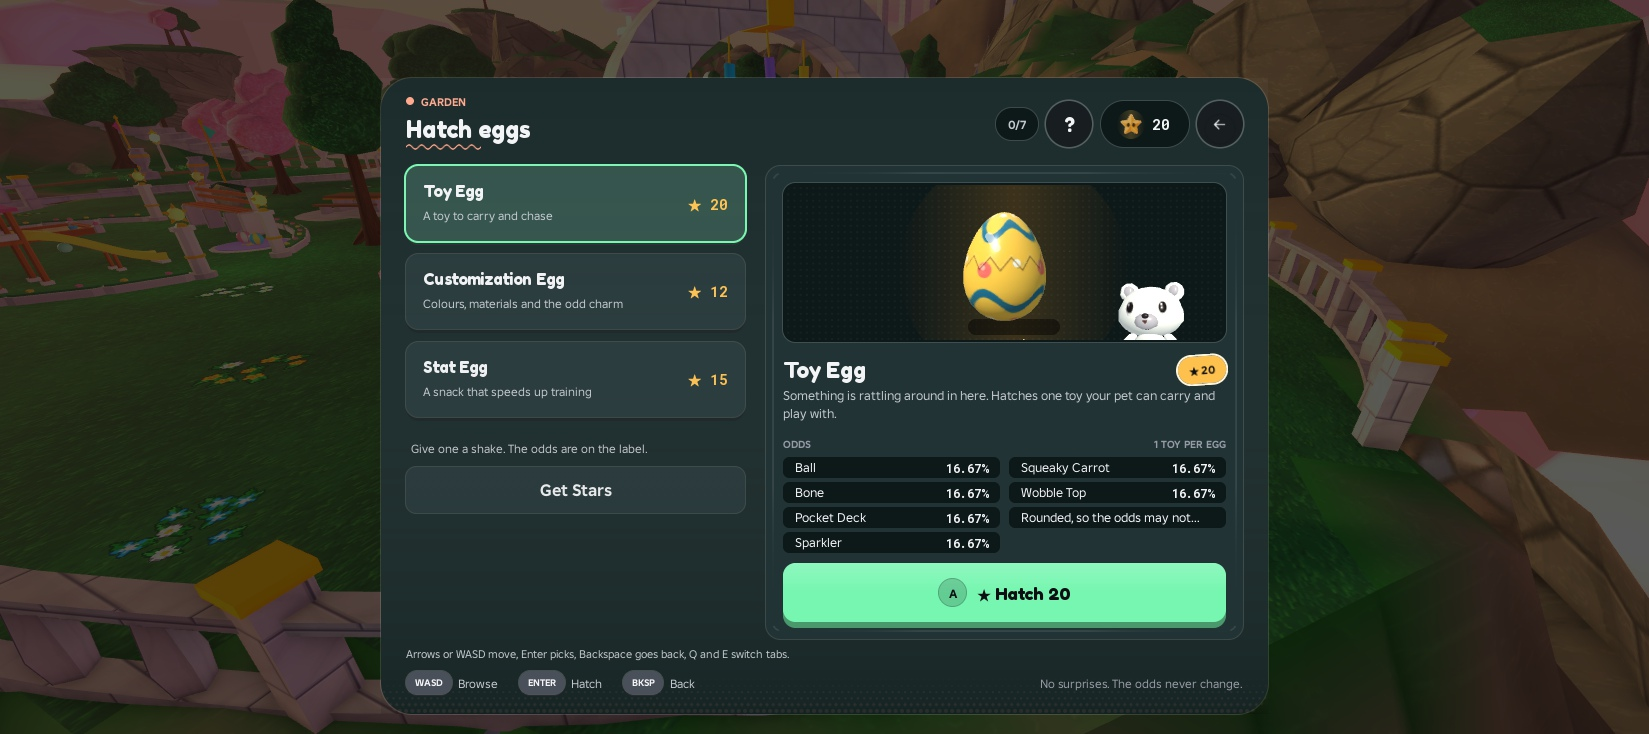 GARDEN
Hatch eggs
0/7
?
20
←
Toy Egg
A toy to carry and chase
★ 20
Customization Egg
Colours, materials and the odd charm
★ 12
Stat Egg
A snack that speeds up training
★ 15
Give one a shake. The odds are on the label.
Get Stars
Toy Egg
★ 20
Something is rattling around in here. Hatches one toy your pet can carry and
play with.
ODDS
1 TOY PER EGG
Ball 16.67%
Squeaky Carrot 16.67%
Bone 16.67%
Wobble Top 16.67%
Pocket Deck 16.67%
Rounded, so the odds may not...
Sparkler 16.67%
A ★ Hatch 20
Arrows or WASD move, Enter picks, Backspace goes back, Q and E switch tabs.
WASD Browse ENTER Hatch BKSP Back
No surprises. The odds never change.